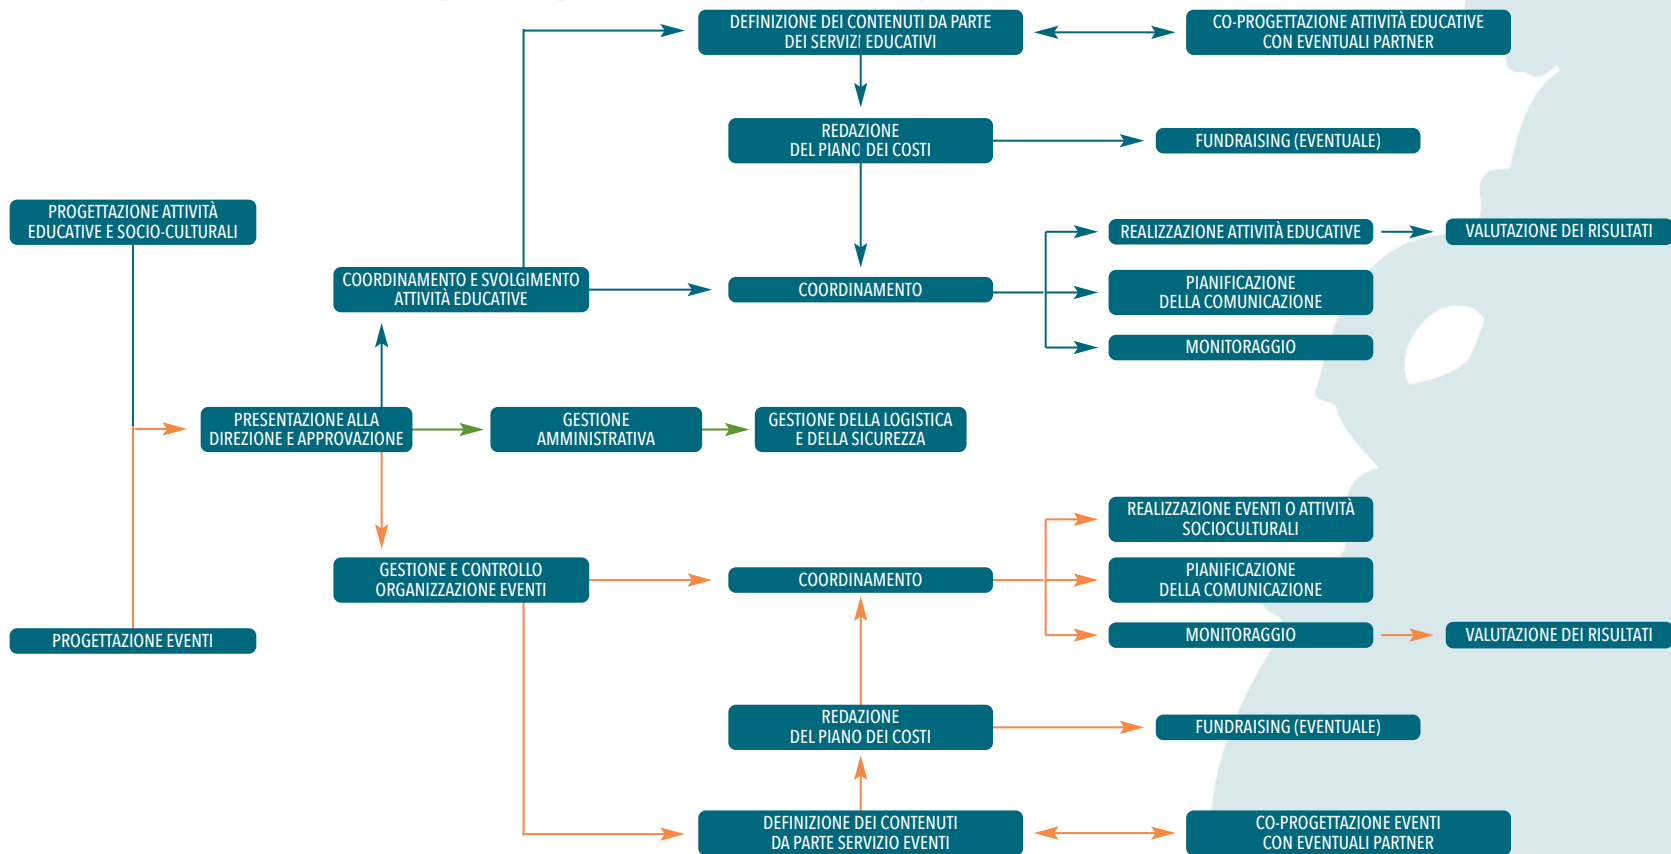 DEFINIZIONE DEI CONTENUTI DA PARTE
DEI SERVIZI EDUCATIVI
CO-PROGETTAZIONE ATTIVITÀ EDUCATIVE
CON EVENTUALI PARTNER
REDAZIONE
DEL PIANO DEI COSTI
FUNDRAISING (EVENTUALE)
PROGETTAZIONE ATTIVITÀ
EDUCATIVE E SOCIO-CULTURALI
REALIZZAZIONE ATTIVITÀ EDUCATIVE
VALUTAZIONE DEI RISULTATI
COORDINAMENTO E SVOLGIMENTO
ATTIVITÀ EDUCATIVE
COORDINAMENTO
PIANIFICAZIONE
DELLA COMUNICAZIONE
MONITORAGGIO
PRESENTAZIONE ALLA
DIREZIONE E APPROVAZIONE
GESTIONE
AMMINISTRATIVA
GESTIONE DELLA LOGISTICA
E DELLA SICUREZZA
REALIZZAZIONE EVENTI O ATTIVITÀ
SOCIOCULTURALI
GESTIONE E CONTROLLO
ORGANIZZAZIONE EVENTI
COORDINAMENTO
PIANIFICAZIONE
DELLA COMUNICAZIONE
PROGETTAZIONE EVENTI
MONITORAGGIO
VALUTAZIONE DEI RISULTATI
REDAZIONE
DEL PIANO DEI COSTI
FUNDRAISING (EVENTUALE)
DEFINIZIONE DEI CONTENUTI
DA PARTE SERVIZIO EVENTI
CO-PROGETTAZIONE EVENTI
CON EVENTUALI PARTNER